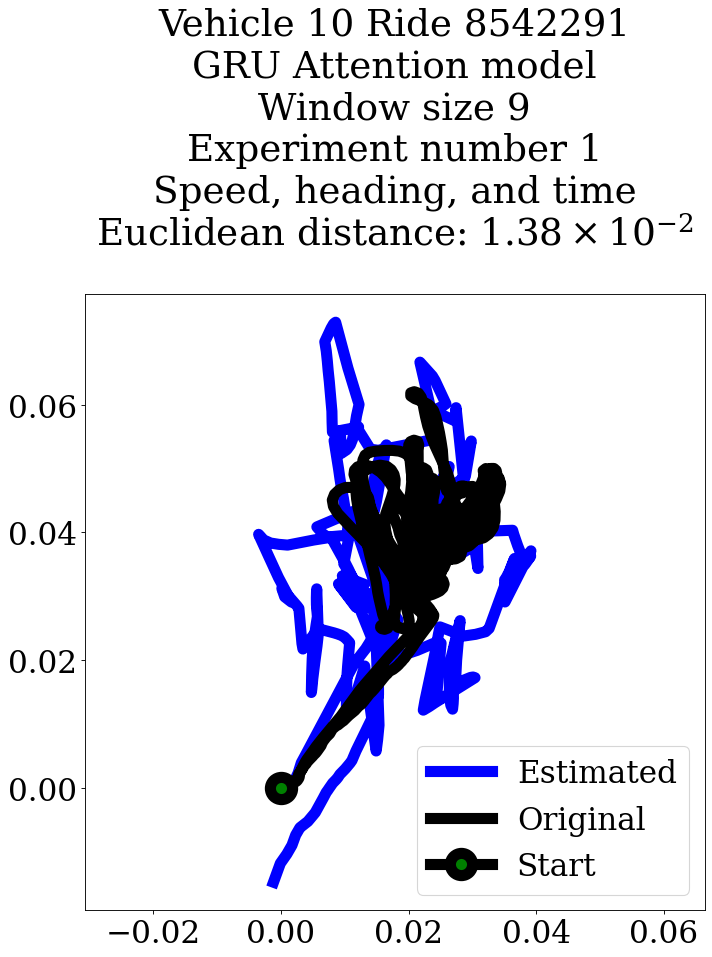 Vehicle 10 Ride 8542291
GRU Attention model
Window size 9
Experiment number 1
Speed, heading, and time
Euclidean distance: 1.38 × 10⁻²
0.06
0.04
0.02
0.00
−0.02 0.00 0.02 0.04 0.06
Estimated
Original
Start